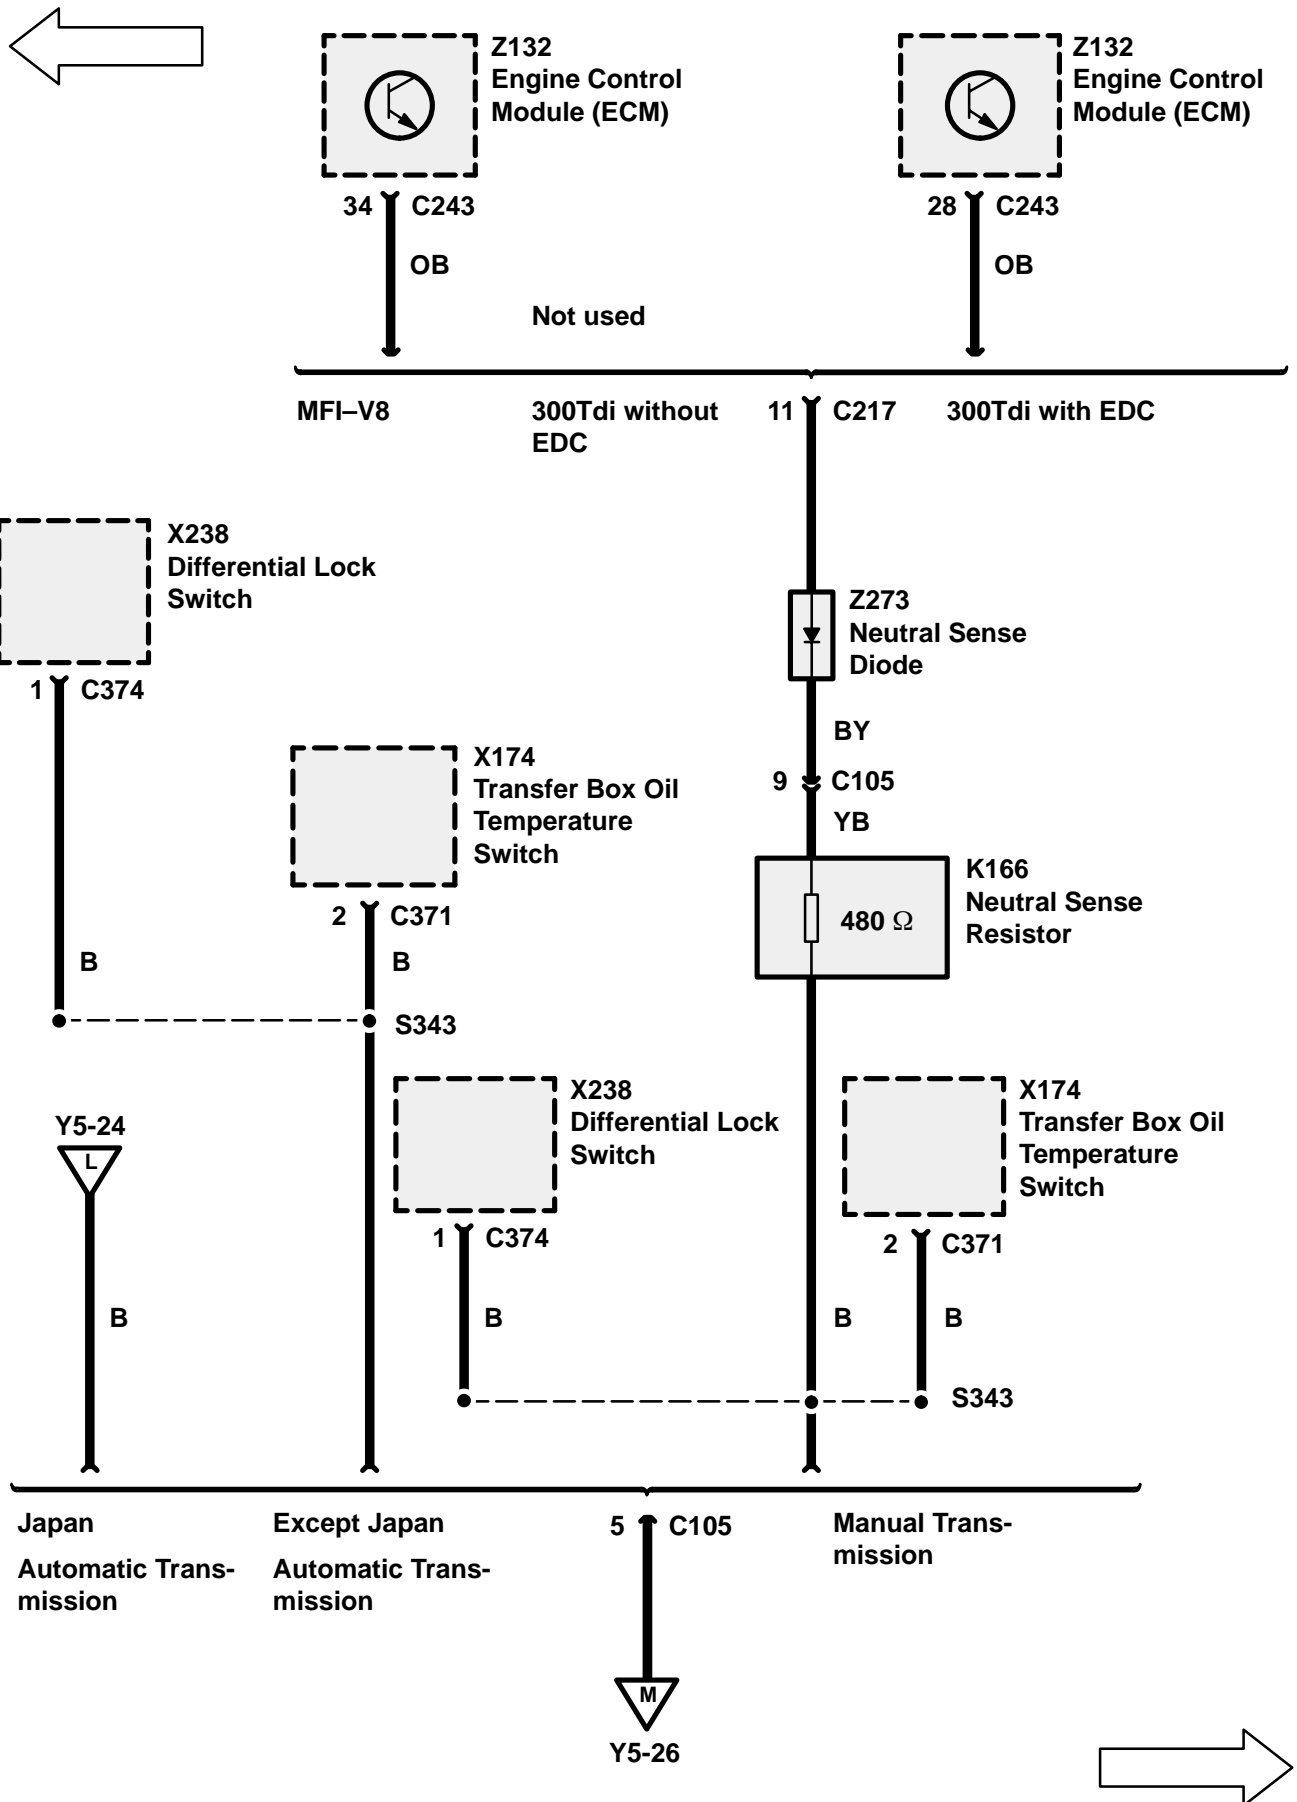 Z132
Engine Control
Module (ECM)
Z132
Engine Control
Module (ECM)
34 C243
28 C243
OB
OB
Not used
MFI–V8
300Tdi without
EDC
11 C217
300Tdi with EDC
X238
Differential Lock
Switch
Z273
Neutral Sense
Diode
1 C374
BY
X174
Transfer Box Oil
Temperature
Switch
9 C105
YB
K166
Neutral Sense
Resistor
480 Ω
2 C371
B
B
S343
X238
Differential Lock
Switch
X174
Transfer Box Oil
Temperature
Switch
Y5-24
L
1 C374
2 C371
B
B
B
B
S343
Japan
Automatic Trans-
mission
Except Japan
Automatic Trans-
mission
5 C105
Manual Trans-
mission
M
Y5-26